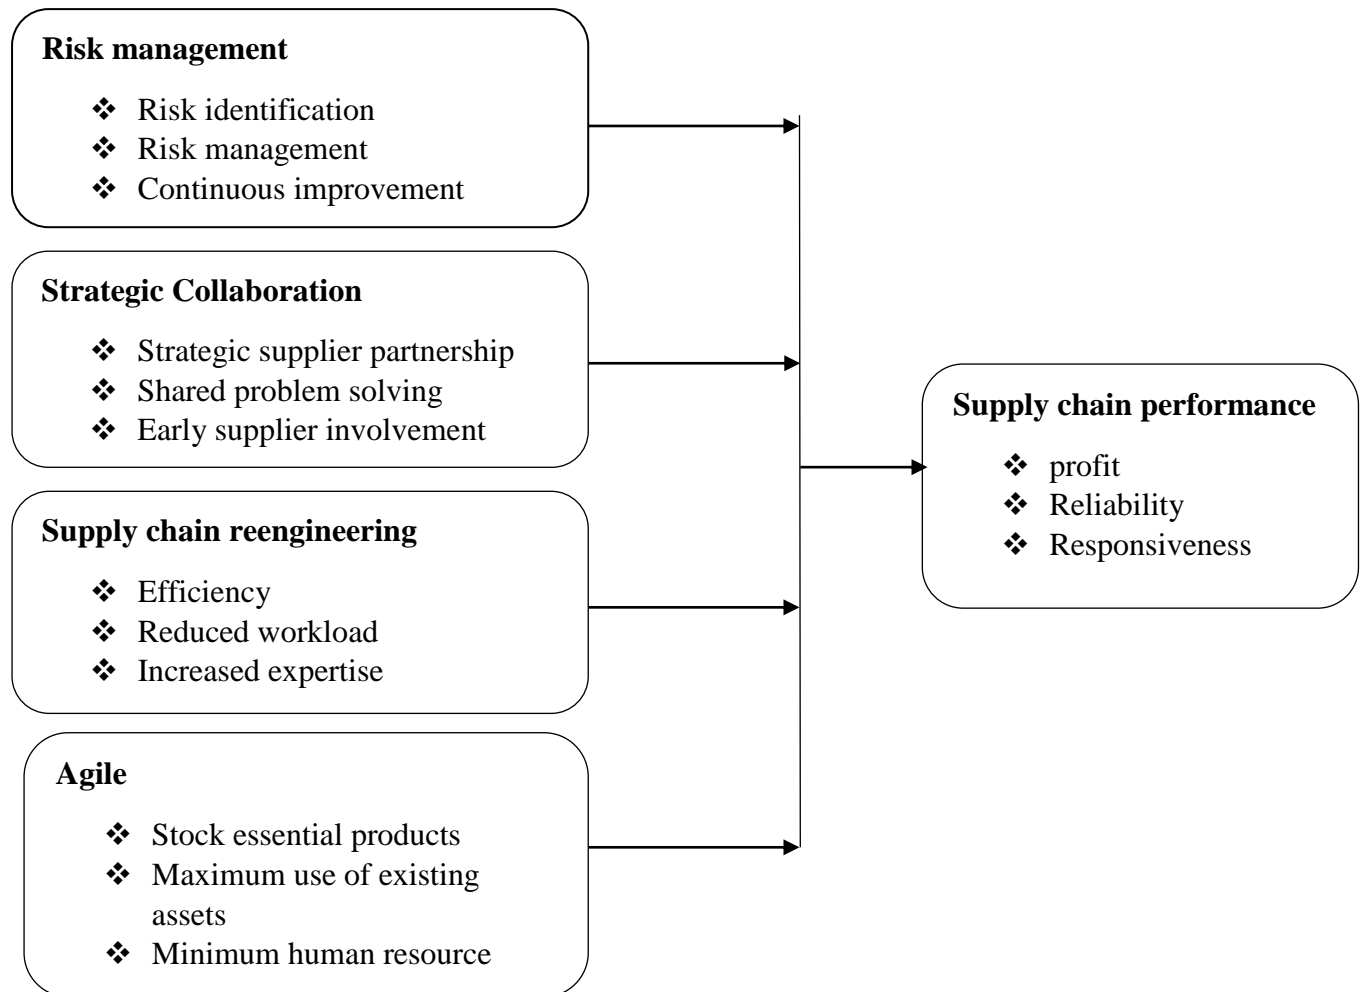 Risk management
❖ Risk identification
❖ Risk management
❖ Continuous improvement
Strategic Collaboration
❖ Strategic supplier partnership
❖ Shared problem solving
❖ Early supplier involvement
Supply chain reengineering
❖ Efficiency
❖ Reduced workload
❖ Increased expertise
Agile
❖ Stock essential products
❖ Maximum use of existing
assets
❖ Minimum human resource
Supply chain performance
❖ profit
❖ Reliability
❖ Responsiveness